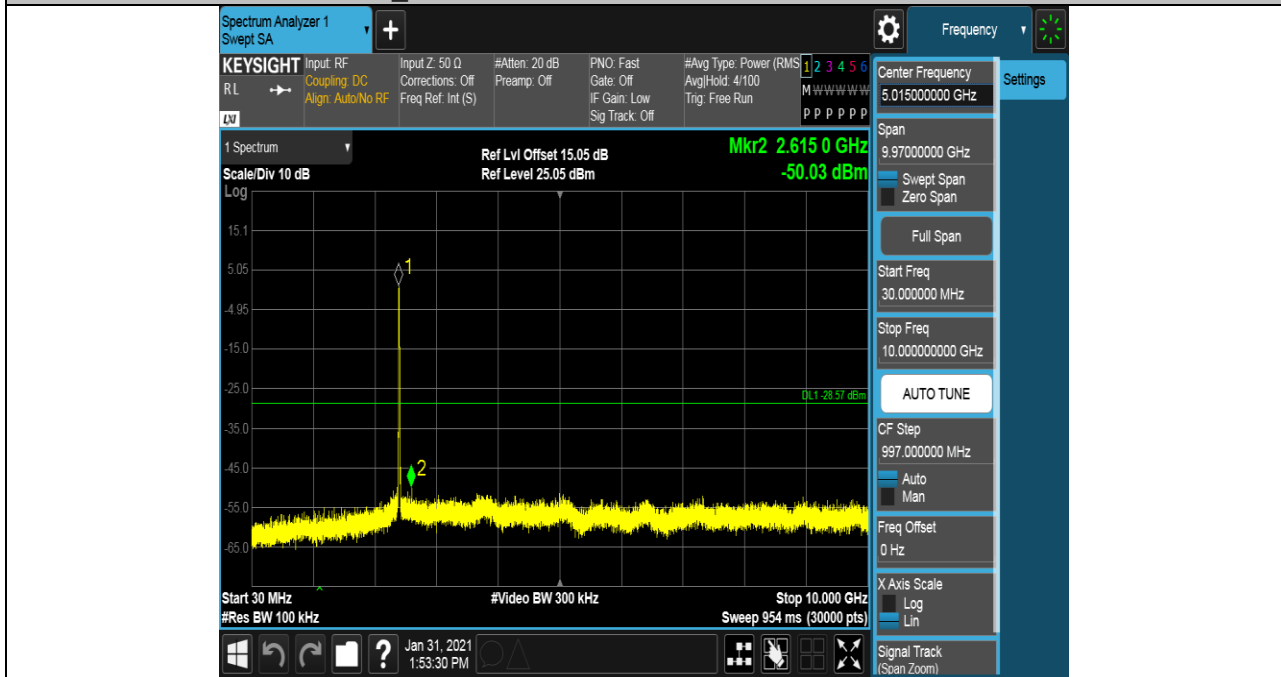 Spectrum Analyzer 1
Swept SA
+
Frequency
KEYSIGHT
RL
LXI
Input: RF
Coupling: DC
Align: Auto/No RF
Input Z: 50 Ω
Corrections: Off
Freq Ref: Int (S)
#Atten: 20 dB
Preamp: Off
PNO: Fast
Gate: Off
IF Gain: Low
Sig Track: Off
#Avg Type: Power (RMS
Avg|Hold: 4/100
Trig: Free Run
1 2 3 4 5 6
M W W W W W
P P P P P P
1 Spectrum
Scale/Div 10 dB
Ref Lvl Offset 15.05 dB
Ref Level 25.05 dBm
Mkr2 2.615 0 GHz
-50.03 dBm
Log
15.1
5.05
-4.95
-15.0
-25.0
-35.0
-45.0
-55.0
-65.0
1
2
DL1 -28.57 dBm
Start 30 MHz
#Res BW 100 kHz
#Video BW 300 kHz
Stop 10.000 GHz
Sweep 954 ms (30000 pts)
?
Jan 31, 2021
1:53:30 PM
Center Frequency
5.015000000 GHz
Span
9.97000000 GHz
Swept Span
Zero Span
Full Span
Start Freq
30.000000 MHz
Stop Freq
10.000000000 GHz
AUTO TUNE
CF Step
997.000000 MHz
Auto
Man
Freq Offset
0 Hz
X Axis Scale
Log
Lin
Signal Track
(Span Zoom)
Settings